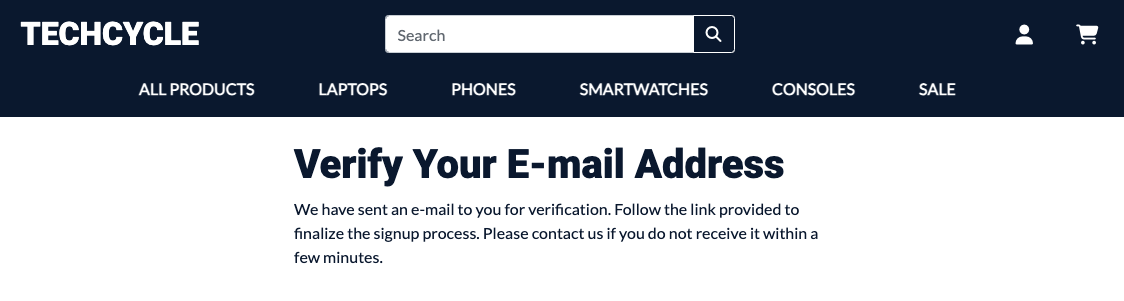 TECHCYCLE
Search
ALL PRODUCTS LAPTOPS PHONES SMARTWATCHES CONSOLES SALE
Verify Your E-mail Address
We have sent an e-mail to you for verification. Follow the link provided to
finalize the signup process. Please contact us if you do not receive it within a
few minutes.